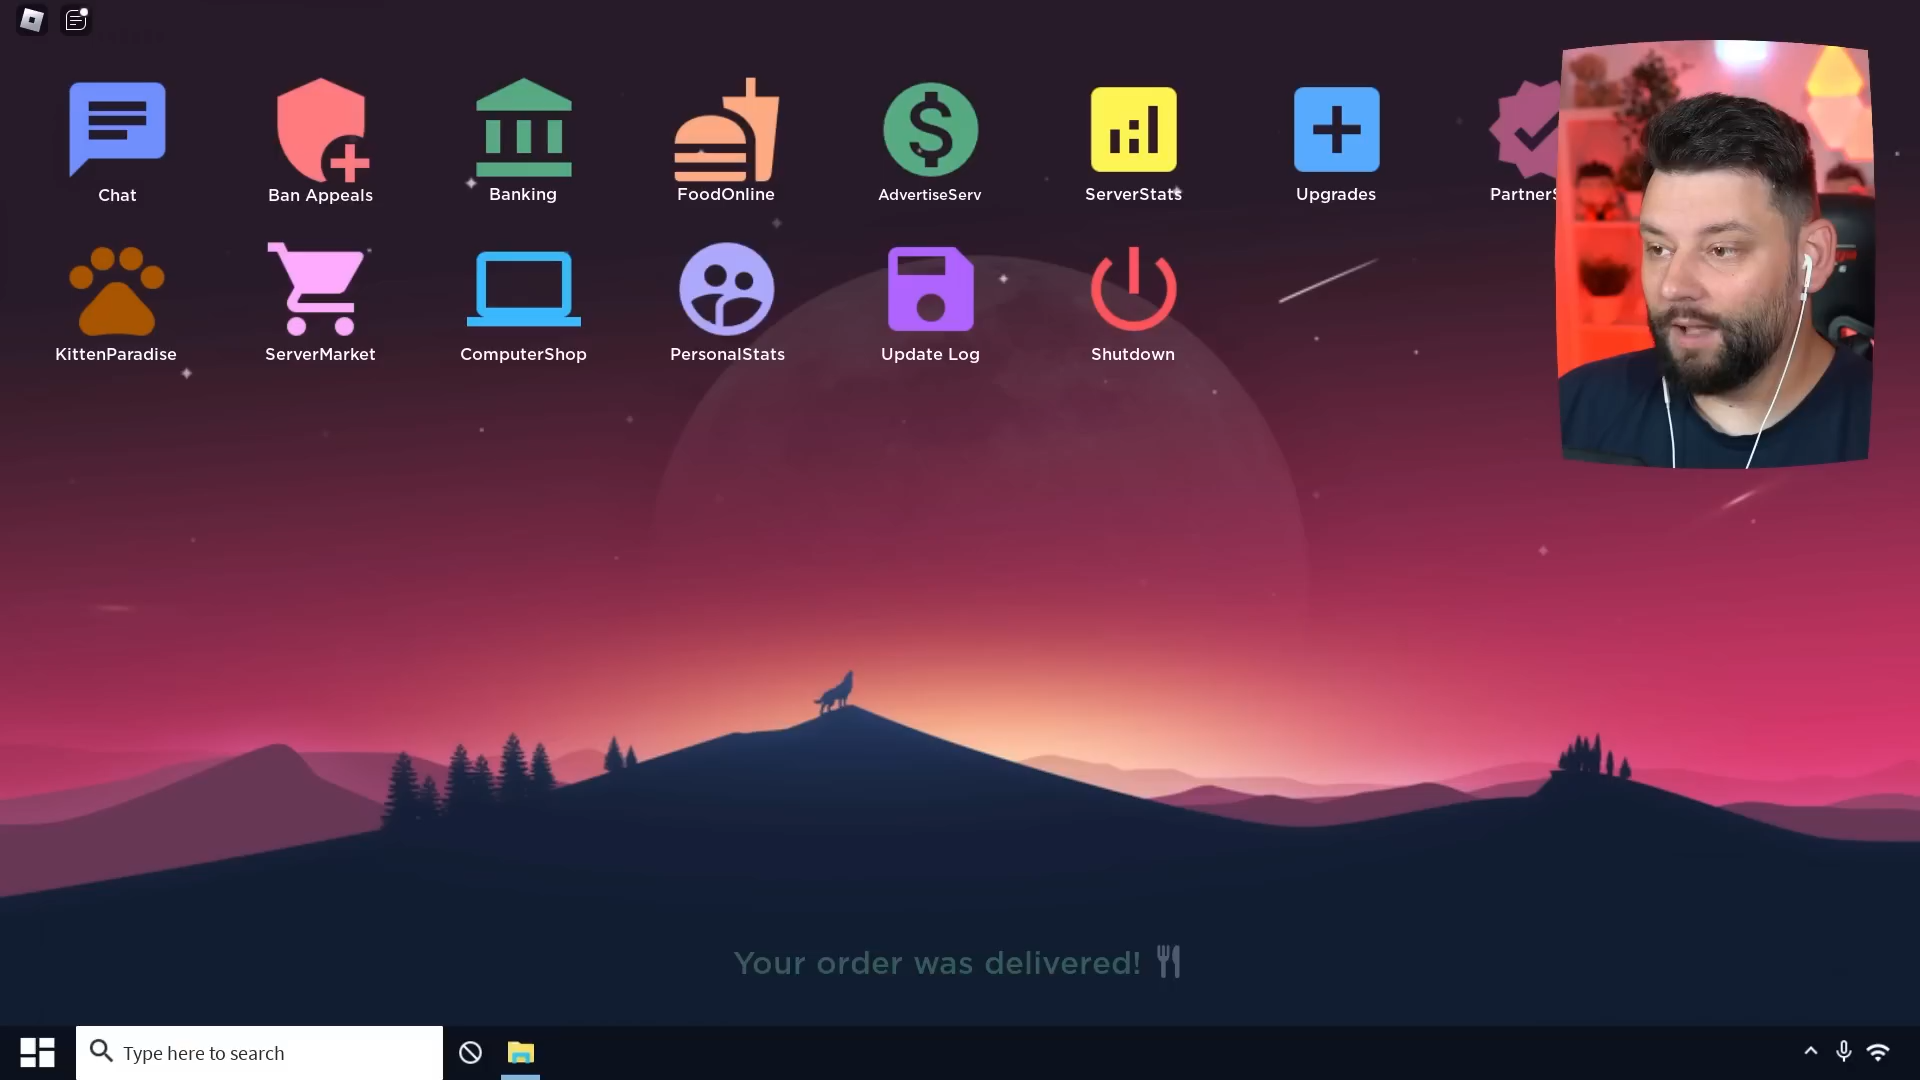 Chat
Ban Appeals
Banking
FoodOnline
AdvertiseServ
ServerStats
Upgrades
PartnerS
KittenParadise
ServerMarket
ComputerShop
PersonalStats
Update Log
Shutdown
Your order was delivered!
Type here to search